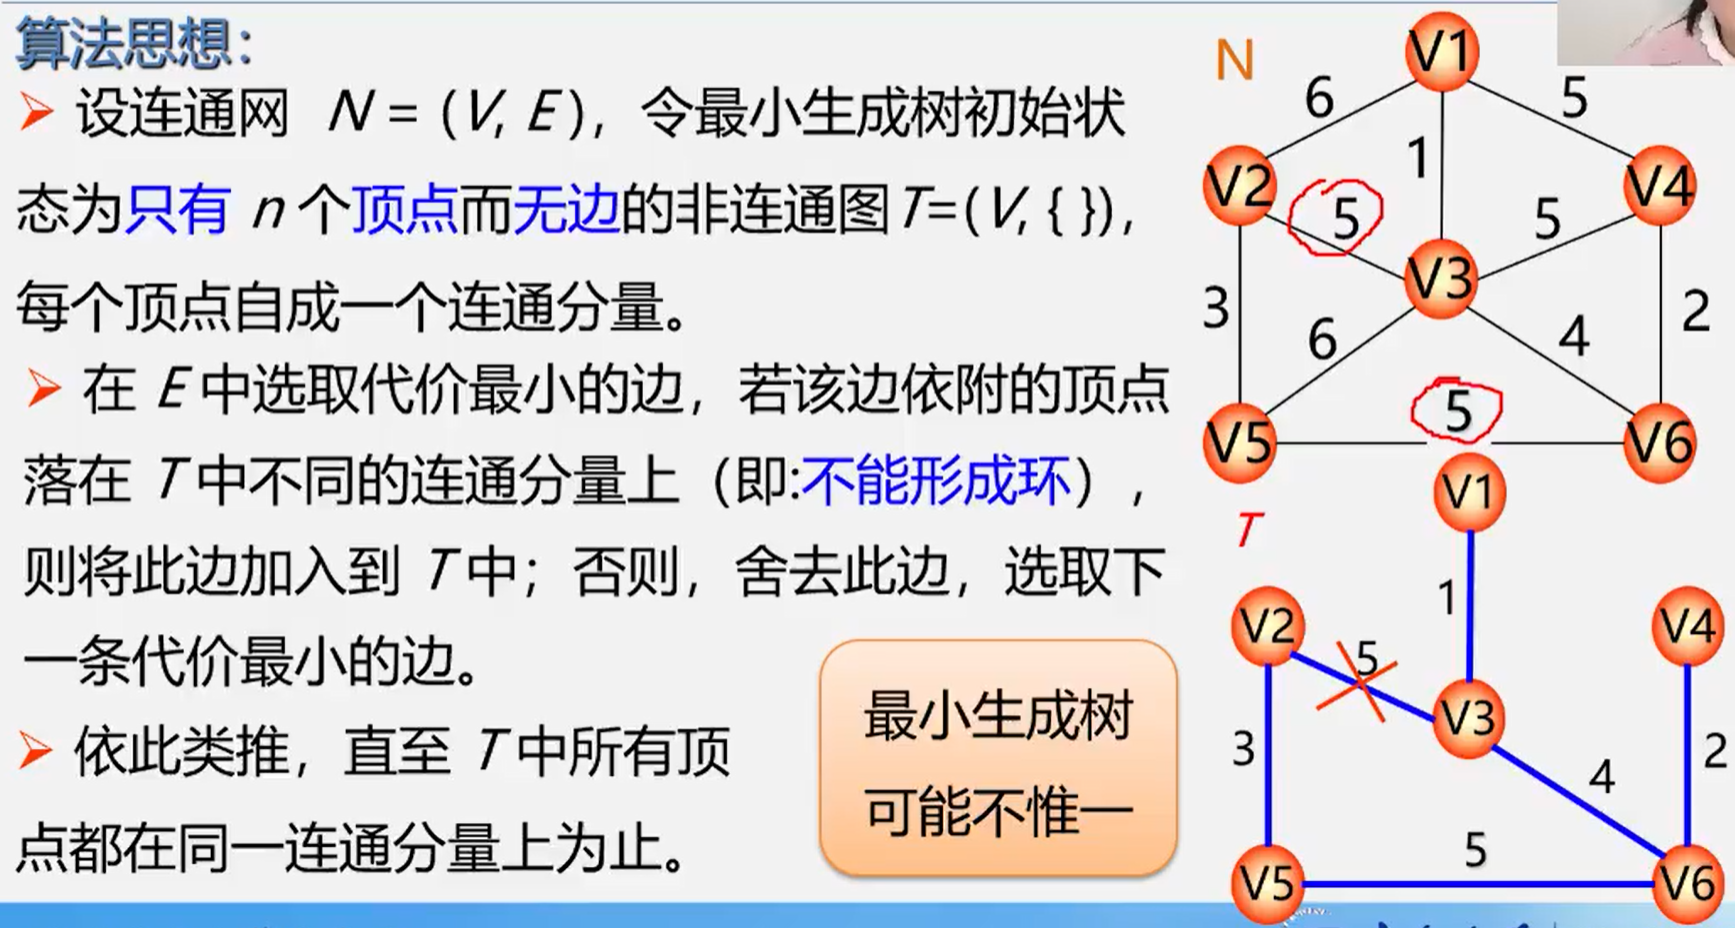 算法思想：
➢ 设连通网 N = (V, E)，令最小生成树初始状
态为只有 n 个顶点而无边的非连通图T=(V, { })，
每个顶点自成一个连通分量。
➢ 在 E 中选取代价最小的边，若该边依附的顶点
落在 T 中不同的连通分量上（即:不能形成环），
则将此边加入到 T 中；否则，舍去此边，选取下
一条代价最小的边。
➢ 依此类推，直至 T 中所有顶
点都在同一连通分量上为止。
最小生成树
可能不惟一
N
V1
6
5
1
V2
V4
5
5
V3
3
2
6
4
5
V5
V6
T
V1
1
V2
V4
5
V3
3
2
4
5
V5
V6